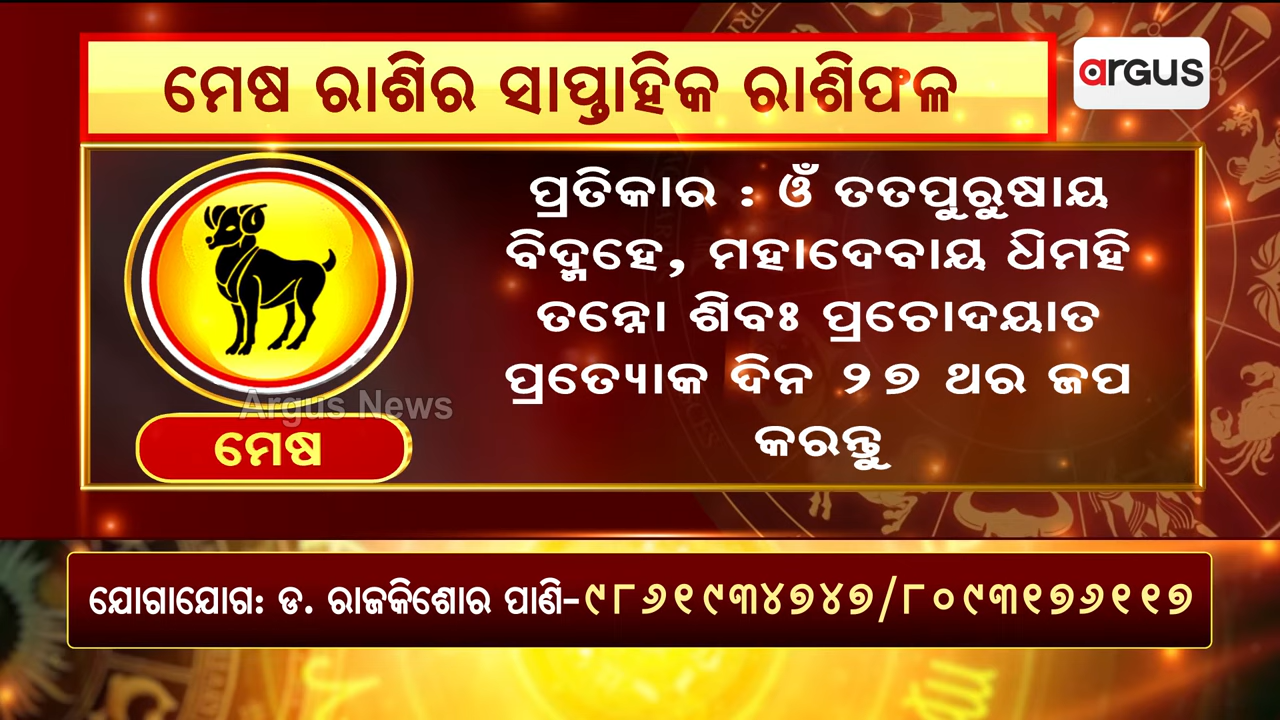 ମେଷ ରାଶିର ସାପ୍ତାହିକ ରାଶିଫଳ
argus
ପ୍ରତିକାର : ଓଁ ତତପୁରୁଷାୟ
ବିଦ୍ମହେ, ମହାଦେବାୟ ଧିମହି
ତନ୍ନୋ ଶିବଃ ପ୍ରଚୋଦୟାତ
ପ୍ରତ୍ୟେକ ଦିନ ୨୭ ଥର ଜପ
କରନ୍ତୁ
Argus News
ମେଷ
ଯୋଗାଯୋଗ: ଡ. ରାଜକିଶୋର ପାଣି-୯୮୬୧୯୩୪୭୪୭/୮୦୯୩୧୭୬୧୧୭